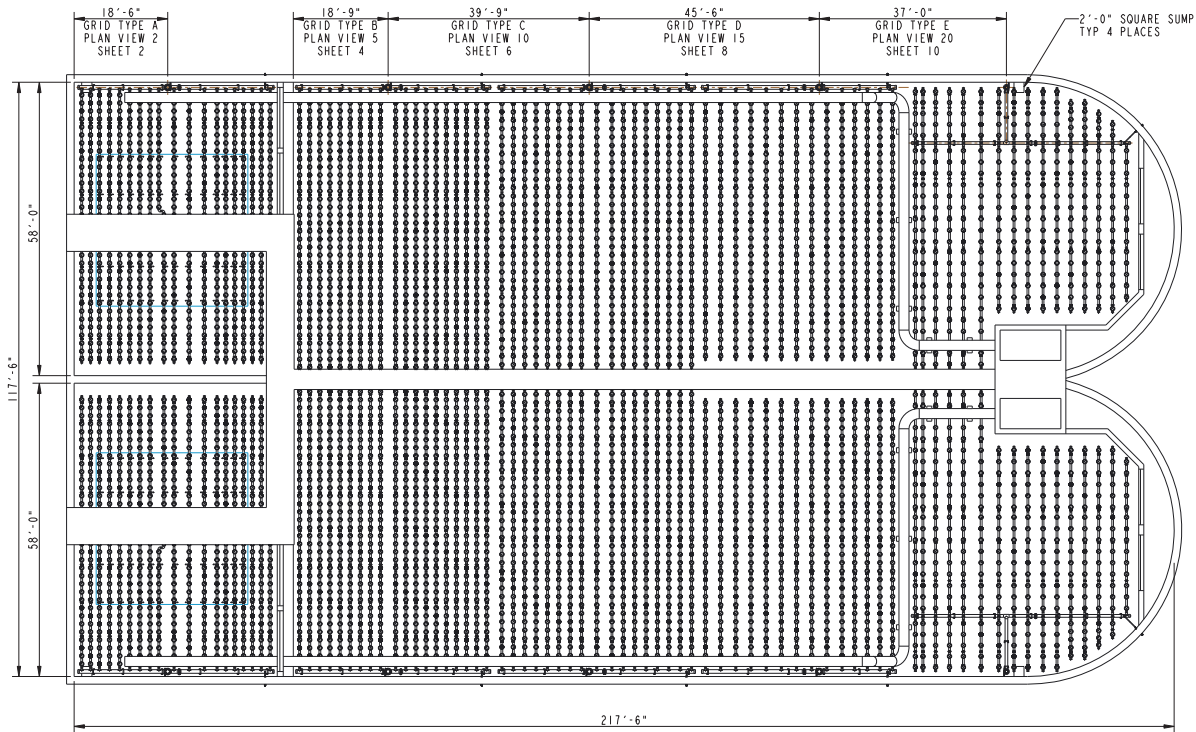 18'-6"
GRID TYPE A
PLAN VIEW 2
SHEET 2
18'-9"
GRID TYPE B
PLAN VIEW 5
SHEET 4
39'-9"
GRID TYPE C
PLAN VIEW 10
SHEET 6
45'-6"
GRID TYPE D
PLAN VIEW 15
SHEET 8
37'-0"
GRID TYPE E
PLAN VIEW 20
SHEET 10
2'-0" SQUARE SUMP
TYP 4 PLACES
58'-0"
117'-6"
58'-0"
217'-6"